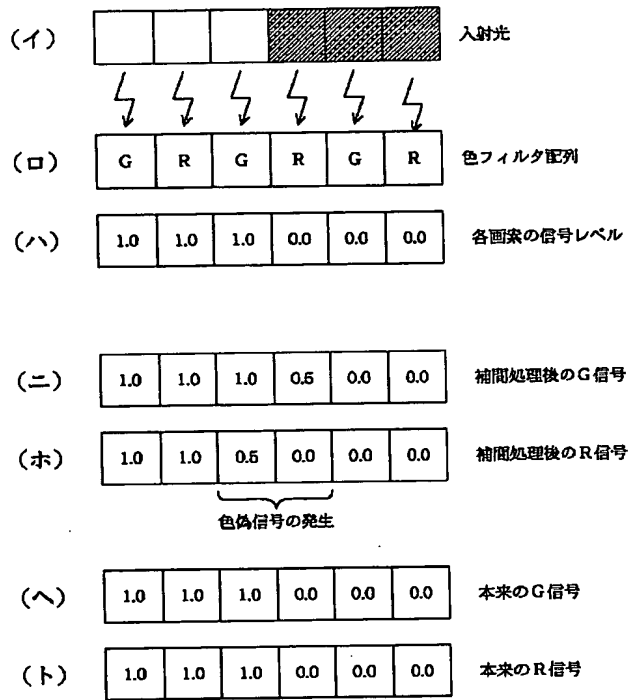 (イ) 入射光
(ロ) G R G R G R 色フィルタ配列
(ハ) 1.0 1.0 1.0 0.0 0.0 0.0 各画案の信号レベル
(ニ) 1.0 1.0 1.0 0.5 0.0 0.0 補間処理後のG信号
(ホ) 1.0 1.0 0.5 0.0 0.0 0.0 補間処理後のR信号
色偽信号の発生
(ヘ) 1.0 1.0 1.0 0.0 0.0 0.0 本来のG信号
(ト) 1.0 1.0 1.0 0.0 0.0 0.0 本来のR信号